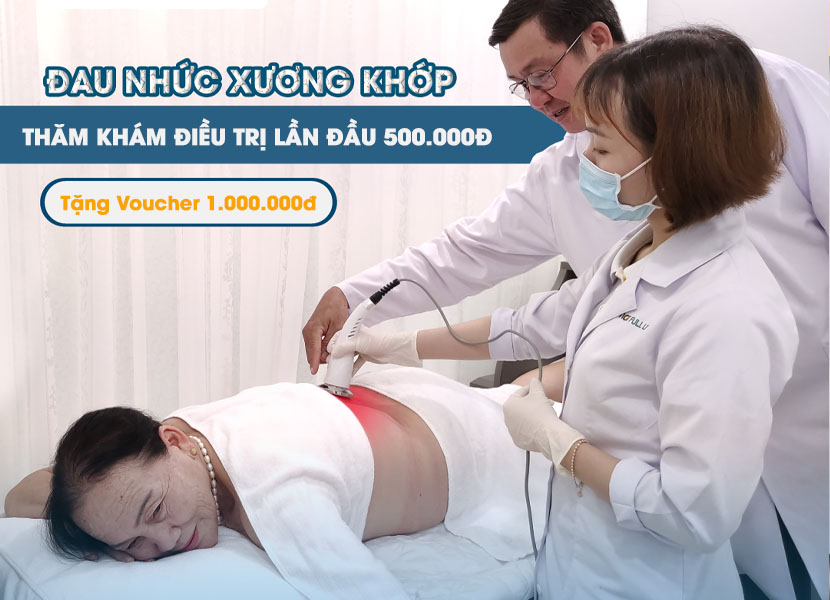 ĐAU NHỨC XƯƠNG KHỚP
THĂM KHÁM ĐIỀU TRỊ LẦN ĐẦU 500.000Đ
Tặng Voucher 1.000.000đ